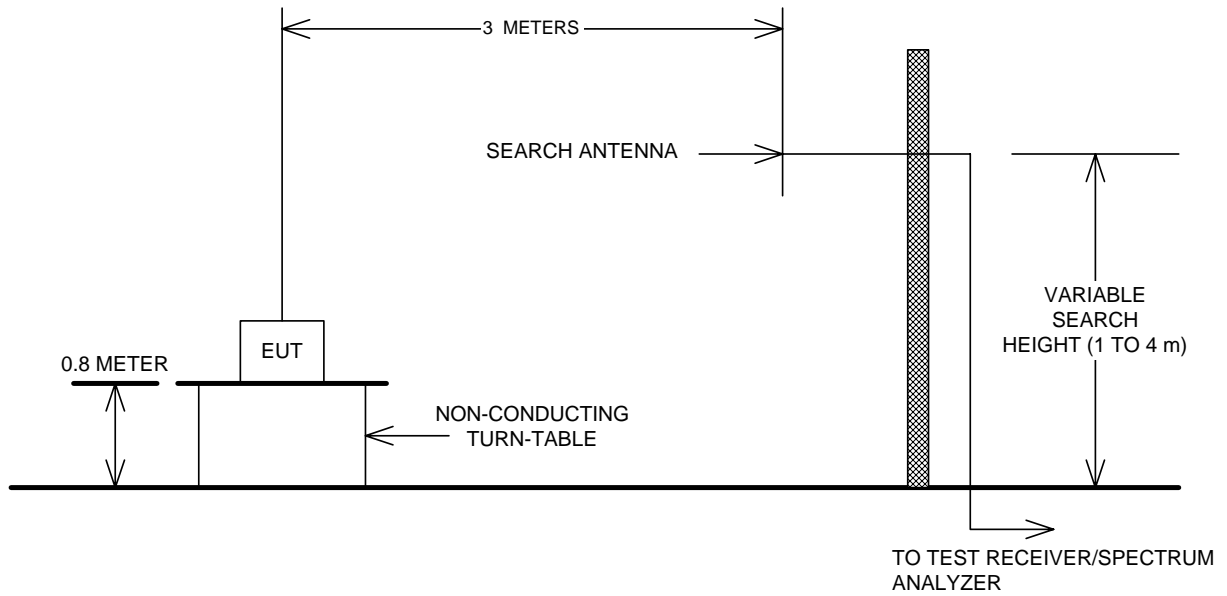 3 METERS
SEARCH ANTENNA
VARIABLE
SEARCH
HEIGHT (1 TO 4 m)
EUT
0.8 METER
NON-CONDUCTING
TURN-TABLE
TO TEST RECEIVER/SPECTRUM
ANALYZER